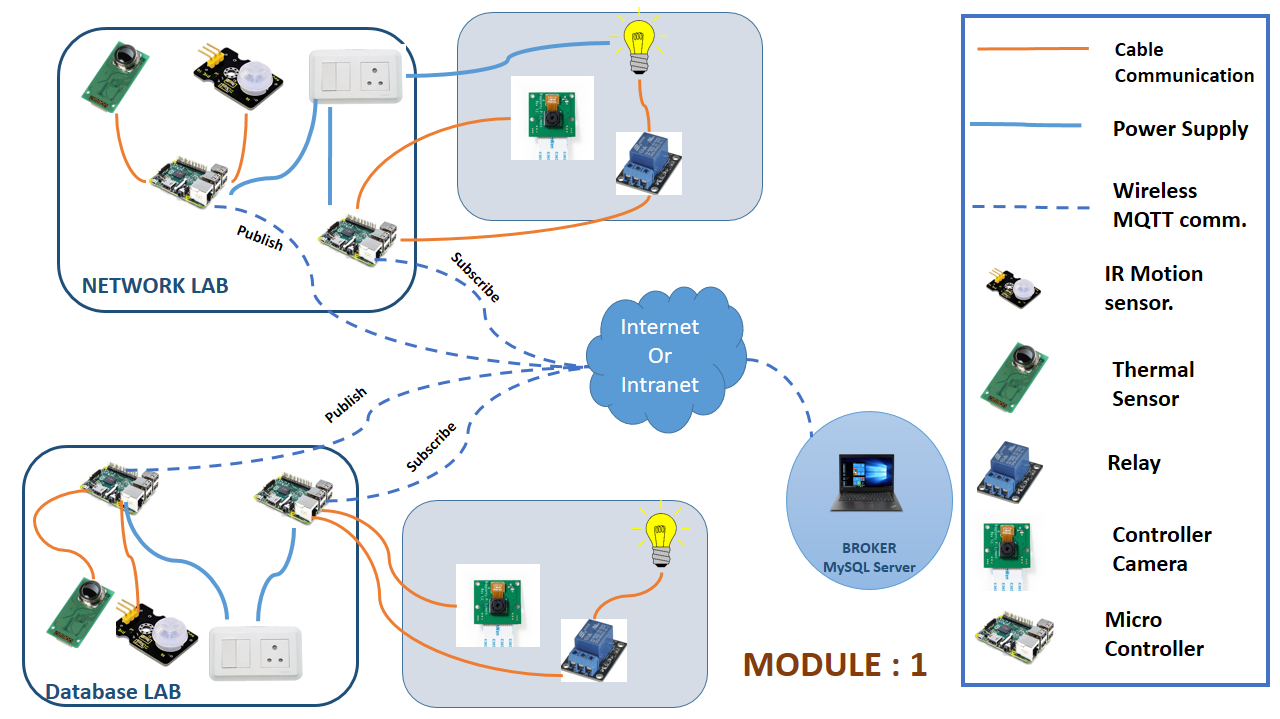 Publish
NETWORK LAB
Subscribe
Internet
Or
Intranet
Publish
Subscribe
Database LAB
BROKER
MySQL Server
MODULE : 1
Cable
Communication
Power Supply
Wireless
MQTT comm.
IR Motion
sensor.
Thermal
Sensor
Relay
Controller
Camera
Micro
Controller